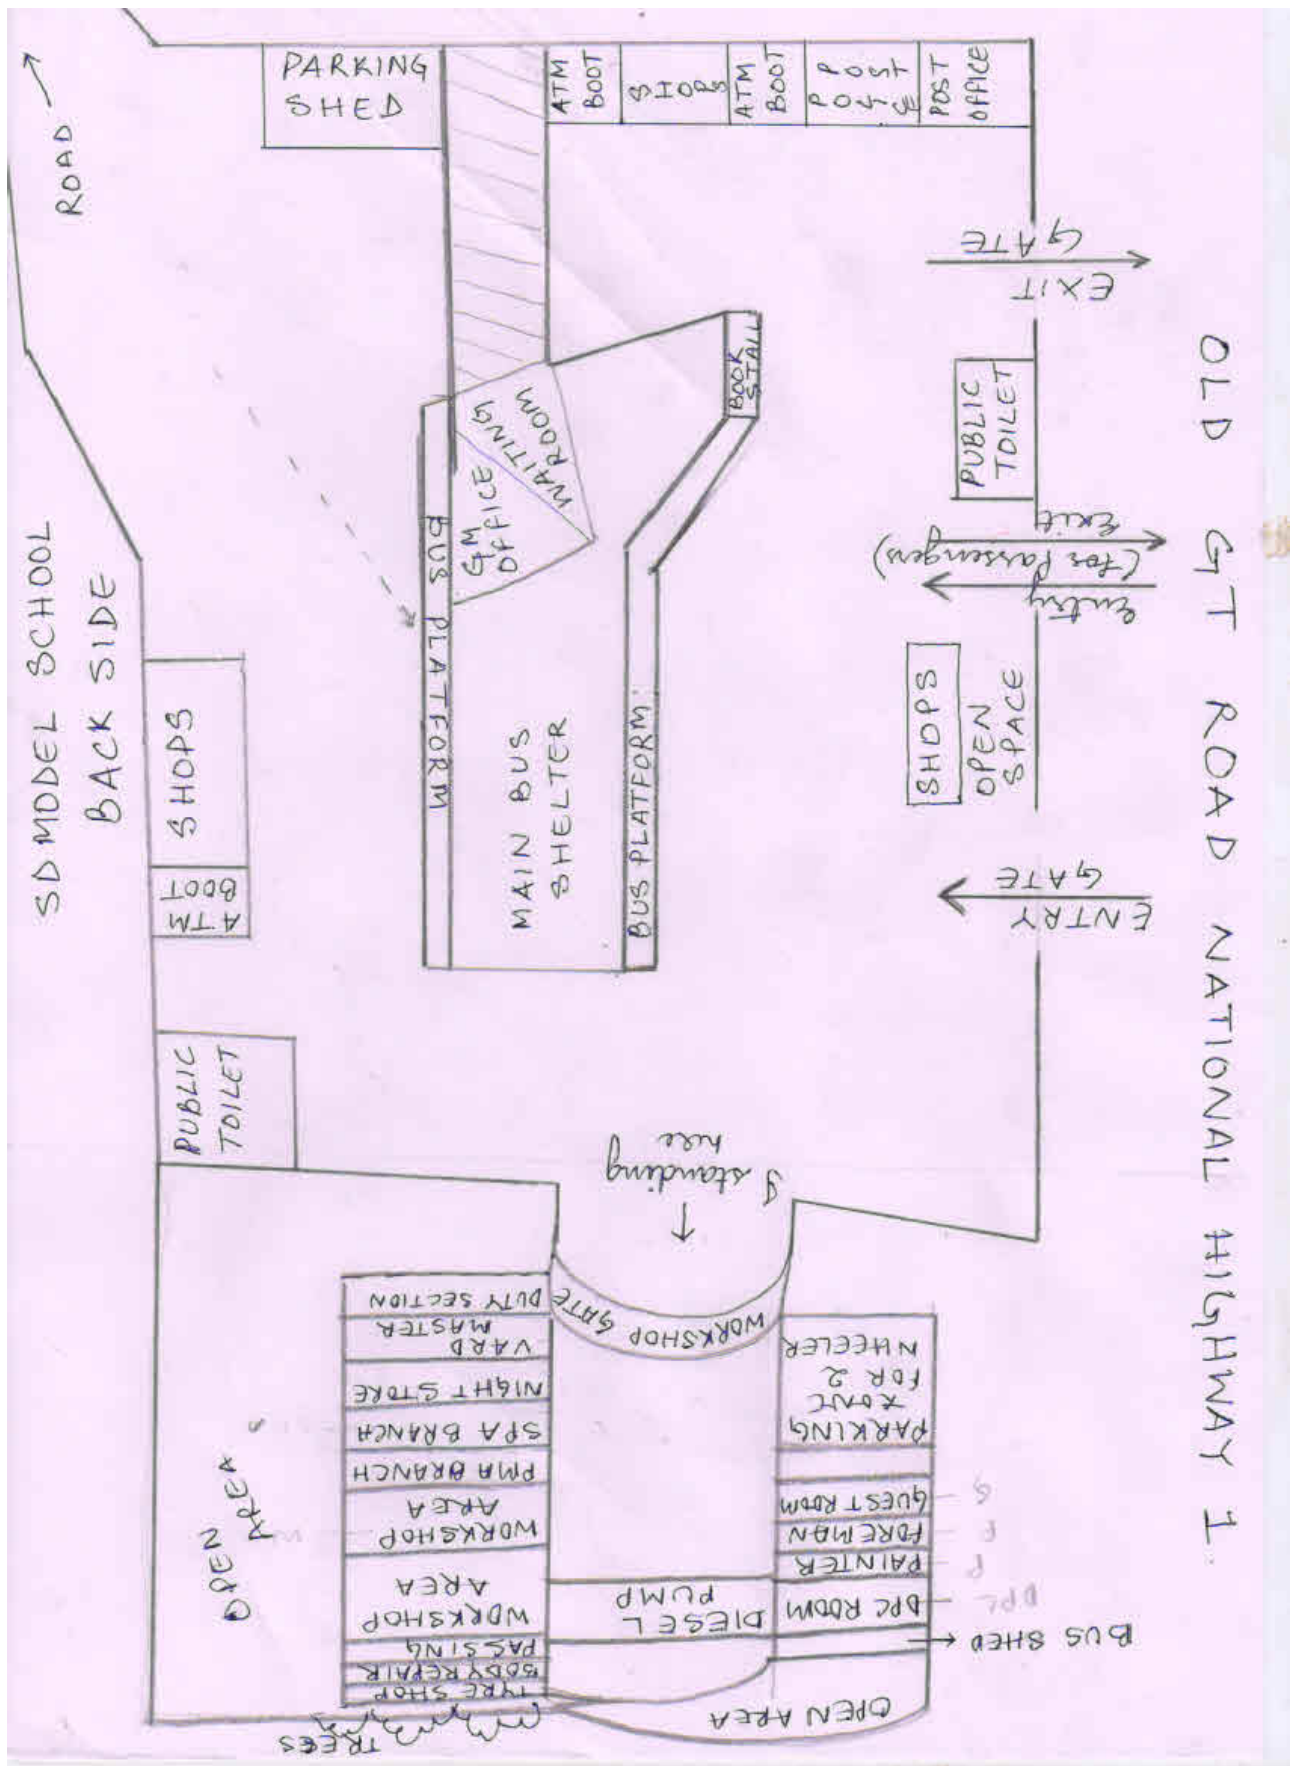 ROAD
PARKING
SHED
ATM
BOOT
SHOPS
ATM
BOOT
POST
OFFICE
GATE
EXIT
OLD GT ROAD NATIONAL HIGHWAY 1
BOOK
STALL
PUBLIC
TOILET
WAITING
ROOM
GM
OFFICE
BUS PLATFORM
MAIN BUS
SHELTER
BUS PLATFORM
Exit
(for Passengers)
entry
SHOPS
OPEN
SPACE
GATE
ENTRY
SD MODEL SCHOOL
BACK SIDE
SHOPS
ATM
BOOT
PUBLIC
TOILET
I standing
here
WORKSHOP GATE
DUTY SECTION
MASTER
VARD
NIGHT STORE
SPA BRANCH
PMA BRANCH
WORKSHOP
AREA
WORKSHOP
AREA
PASSING
BODY REPAIR
TYRE SHOP
TREES
OPEN
AREA
DIESEL
PUMP
PARKING
FOR 2
WHEELER
GUEST ROOM
G
FOREMAN
PAINTER
P
DPC ROOM
DPC
BUS SHED
OPEN AREA